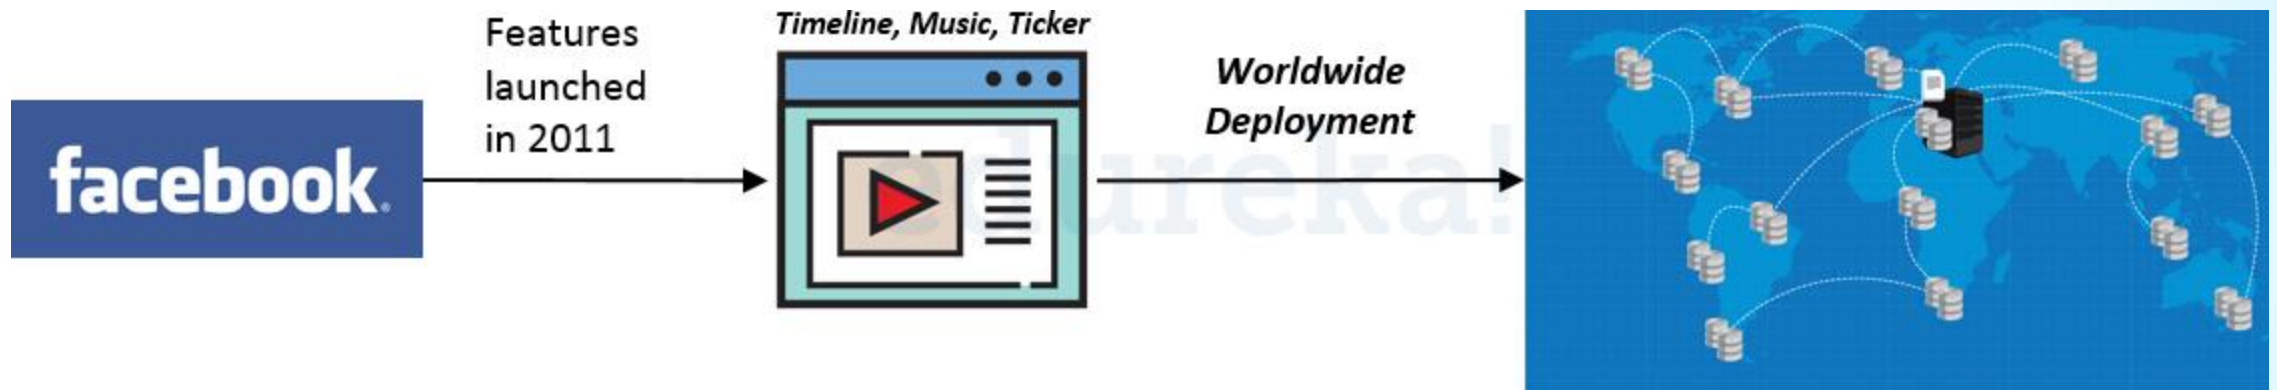 facebook.
Features
launched
in 2011
Timeline, Music, Ticker
Worldwide
Deployment
edureka!